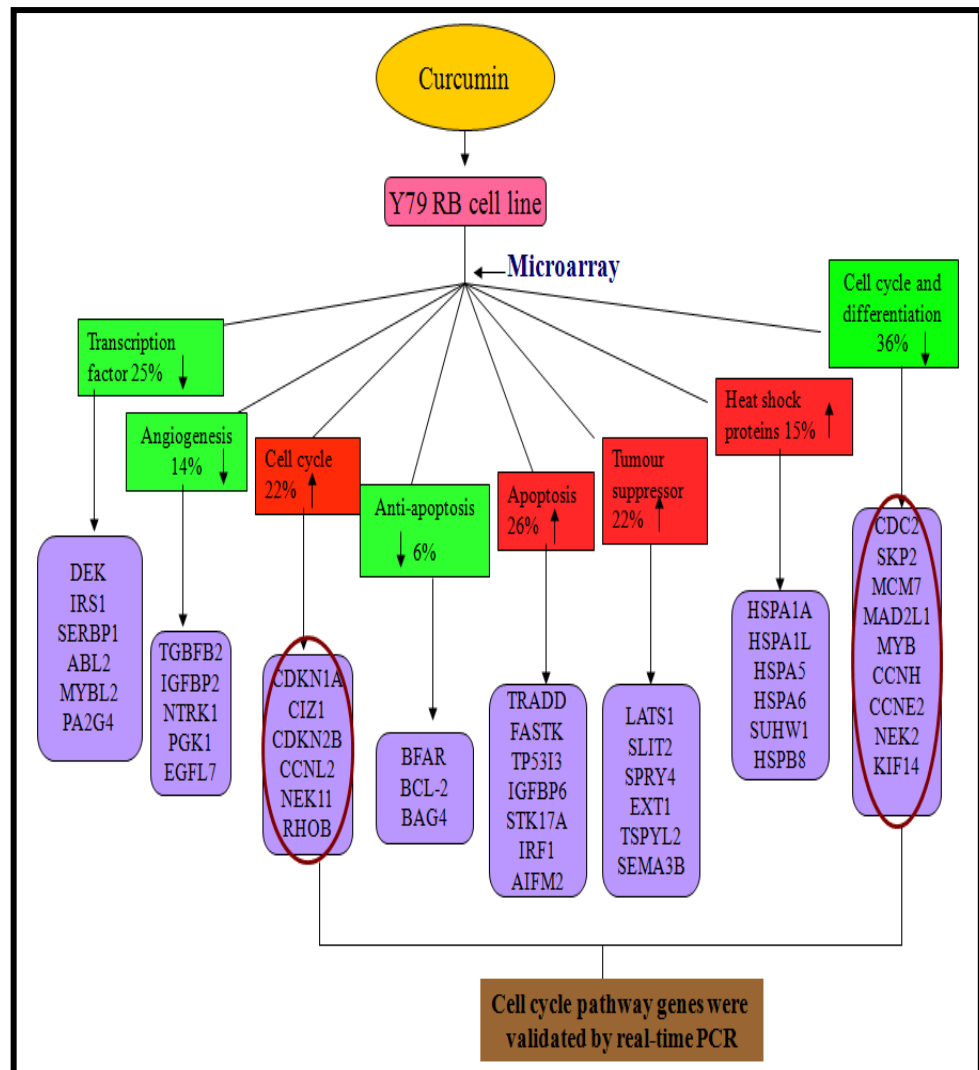 Curcumin
Y79 RB cell line
Microarray
Transcription
factor 25%
Angiogenesis
14%
Cell cycle
22%
Anti-apoptosis
6%
Apoptosis
26%
Tumour
suppressor
22%
Heat shock
proteins 15%
Cell cycle and
differentiation
36%
DEK
IRS1
SERBP1
ABL2
MYBL2
PA2G4
TGBFB2
IGFBP2
NTRK1
PGK1
EGFL7
CDKN1A
CIZ1
CDKN2B
CCNL2
NEK11
RHOB
BFAR
BCL-2
BAG4
TRADD
FASTK
TP53I3
IGFBP6
STK17A
IRF1
AIFM2
LATS1
SLIT2
SPRY4
EXT1
TSPYL2
SEMA3B
HSPA1A
HSPA1L
HSPA5
HSPA6
SUHW1
HSPB8
CDC2
SKP2
MCM7
MAD2L1
MYB
CCNH
CCNE2
NEK2
KIF14
Cell cycle pathway genes were
validated by real-time PCR